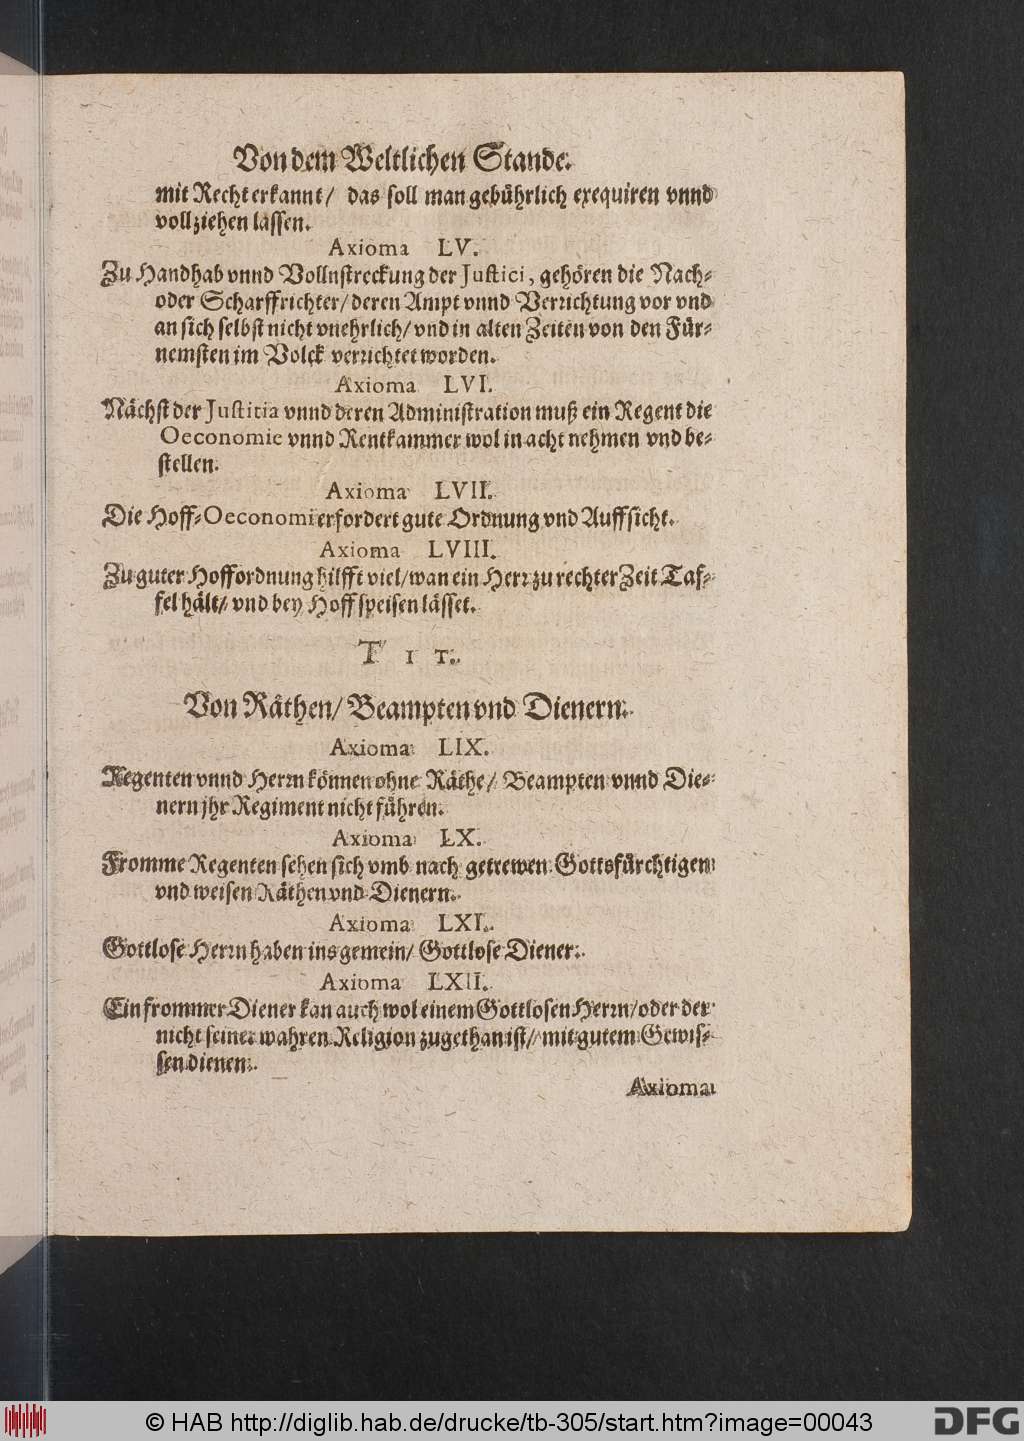 Von dem Weltlichen Stande.
mit Recht erkannt / das soll man gebührlich exequiren vnnd
vollziehen lassen.
Axioma LV.
Zu Handhab vnnd Vollnstreckung der Justici, gehören die Nach-
oder Scharffrichter / deren Ampt vnnd Verrichtung vor vnd
an sich selbst nicht vnehrlich / vnd in alten Zeiten von den Für-
nemsten im Volck verrichtet worden.
Axioma LVI.
Nächst der Justitia vnnd deren Administration muß ein Regent die
Oeconomie vnnd Rentkammer wol in acht nehmen vnd be-
stellen.
Axioma LVII.
Die Hoff-Oeconomi erfordert gute Ordnung vnd Auffsicht.
Axioma LVIII.
Zu guter Hoffordnung hilfft viel / wan ein Herr zu rechter Zeit Taf-
fel hält / vnd bey Hoff speisen lässet.
TIT.
Von Räthen / Beampten vnd Dienern.
Axioma LIX.
Regenten vnnd Herrn können ohne Räthe / Beampten vnnd Die-
nern jhr Regiment nicht führen.
Axioma LX.
Fromme Regenten sehen sich vmb nach getrewen Gottsfürchtigen
vnd weisen Räthen vnd Dienern.
Axioma LXI.
Gottlose Herrn haben ins gemein / Gottlose Diener.
Axioma LXII.
Ein frommer Diener kan auch wol einem Gottlosen Herrn / oder der
nicht seiner wahren Religion zugethan ist / mit gutem Gewis-
sen dienen.
Axioma
© HAB http://diglib.hab.de/drucke/tb-305/start.htm?image=00043
DFG